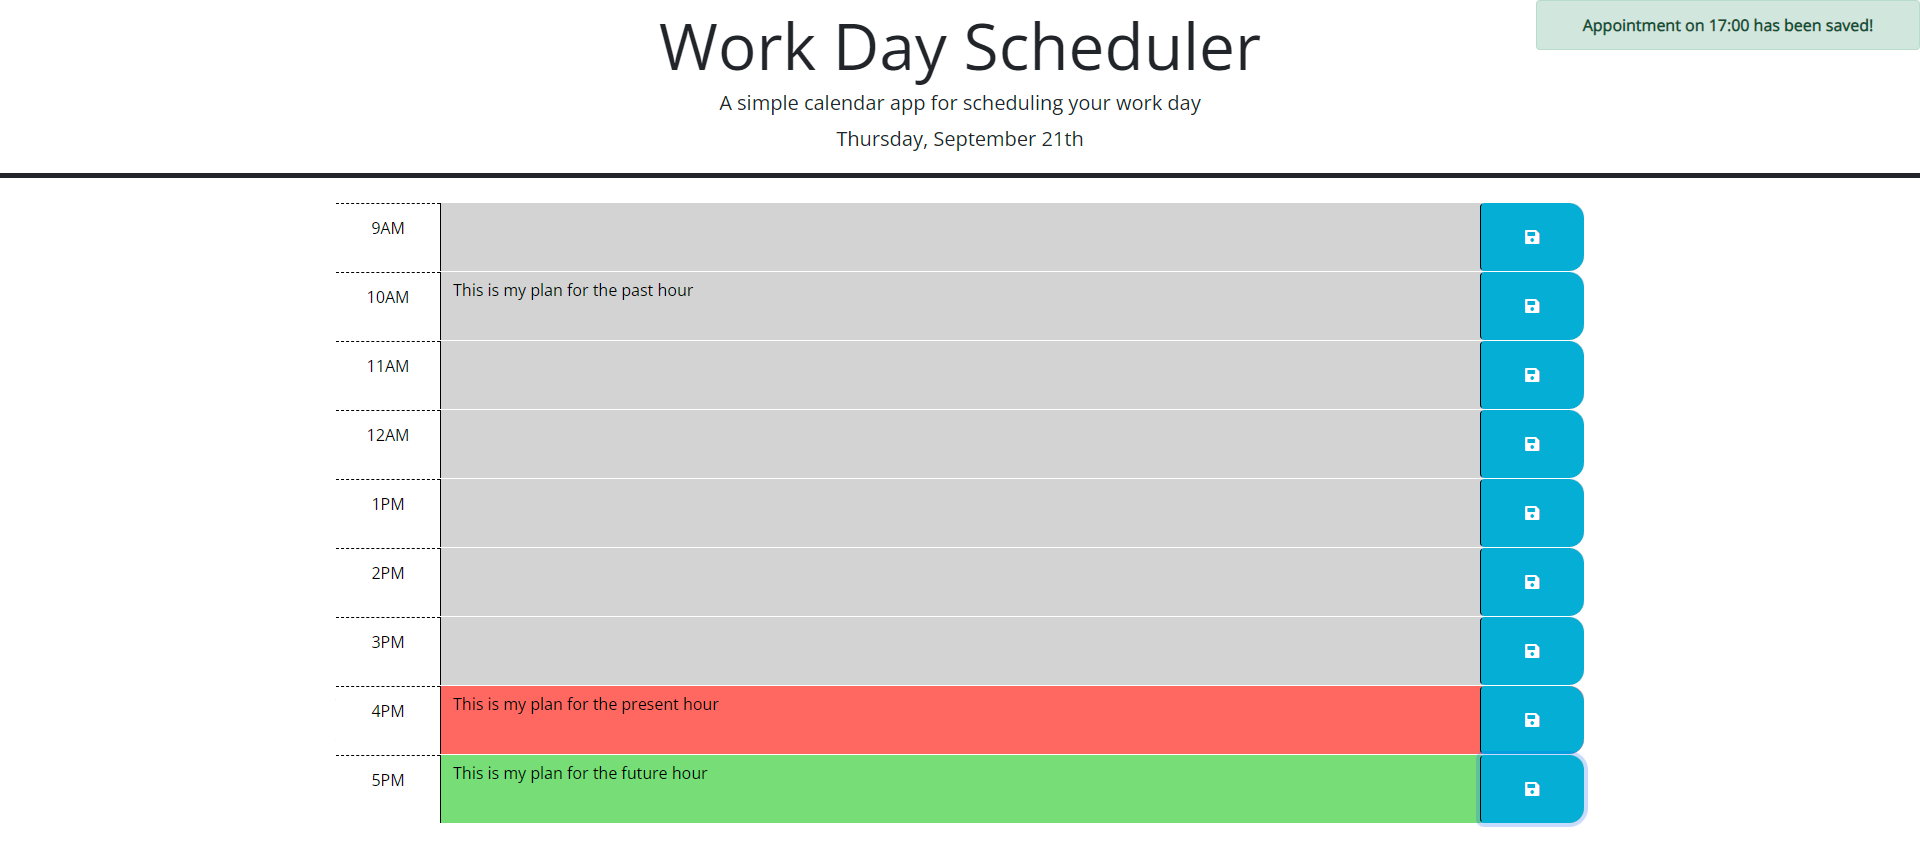 Work Day Scheduler
Appointment on 17:00 has been saved!
A simple calendar app for scheduling your work day
Thursday, September 21th
9AM
10AM
This is my plan for the past hour
11AM
12AM
1PM
2PM
3PM
4PM
This is my plan for the present hour
5PM
This is my plan for the future hour